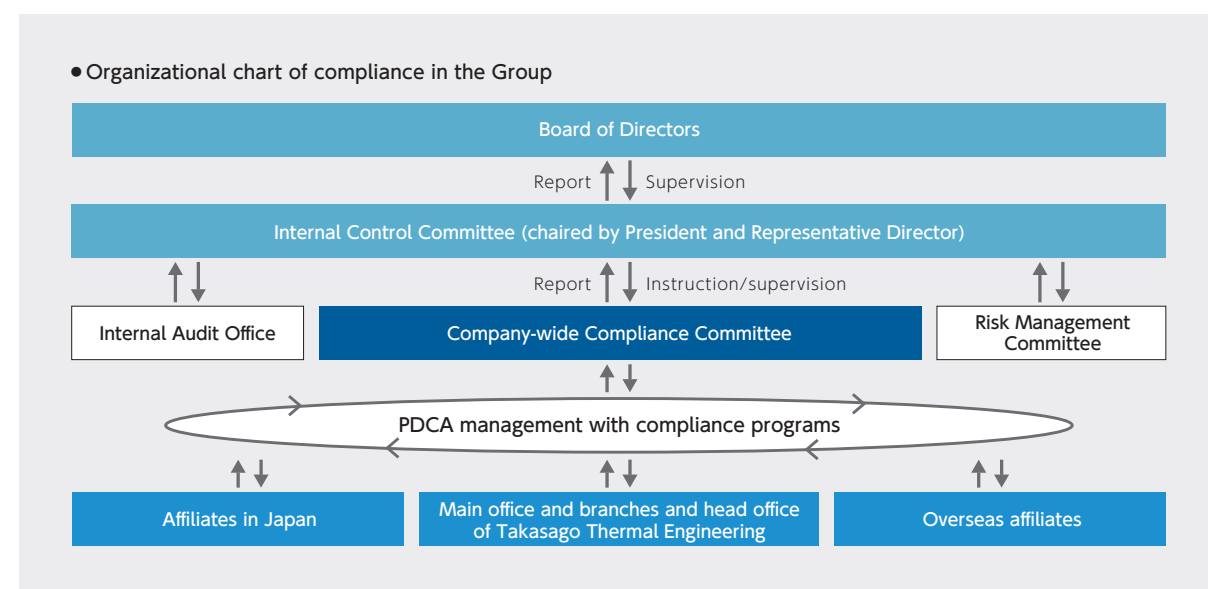 ● Organizational chart of compliance in the Group
Board of Directors
Report
Supervision
Internal Control Committee (chaired by President and Representative Director)
Report
Instruction/supervision
Internal Audit Office
Company-wide Compliance Committee
Risk Management
Committee
PDCA management with compliance programs
Affiliates in Japan
Main office and branches and head office
of Takasago Thermal Engineering
Overseas affiliates